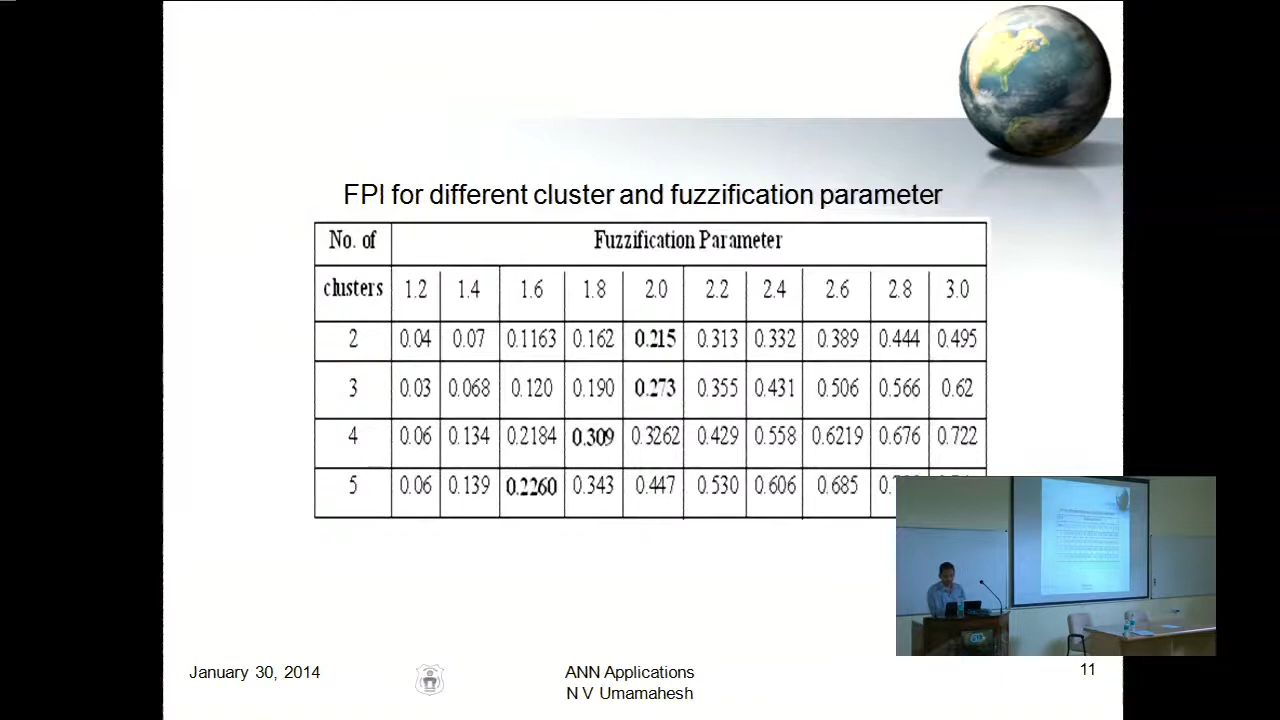 FPI for different cluster and fuzzification parameter
No. of Fuzzification Parameter
clusters 1.2 1.4 1.6 1.8 2.0 2.2 2.4 2.6 2.8 3.0
2 0.04 0.07 0.1163 0.162 0.215 0.313 0.332 0.389 0.444 0.495
3 0.03 0.068 0.120 0.190 0.273 0.355 0.431 0.506 0.566 0.62
4 0.06 0.134 0.2184 0.309 0.3262 0.429 0.558 0.6219 0.676 0.722
5 0.06 0.139 0.2260 0.343 0.447 0.530 0.606 0.685
January 30, 2014 ANN Applications 11
N V Umamahesh